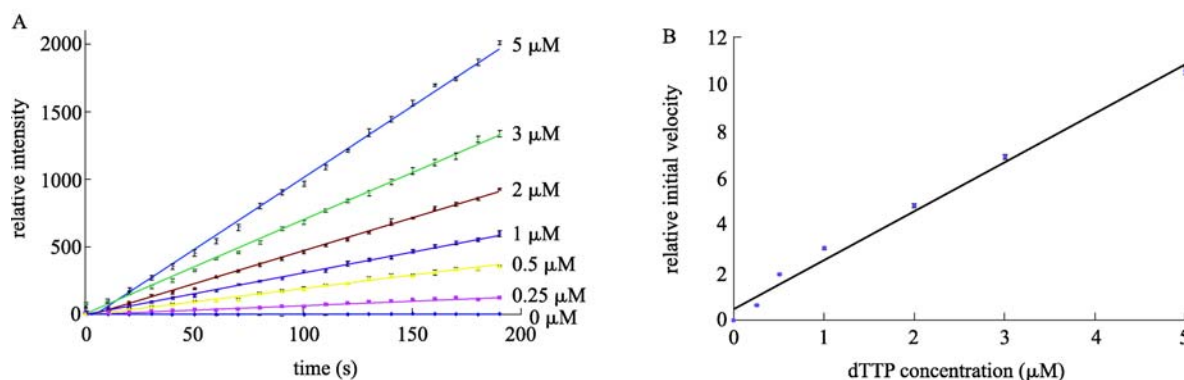 A
relative intensity
2000
1500
1000
500
0
0
50
100
150
200
time (s)
5 μM
3 μM
2 μM
1 μM
0.5 μM
0.25 μM
0 μM
B
relative initial velocity
12
10
8
6
4
2
0
0
1
2
3
4
5
dTTP concentration (μM)